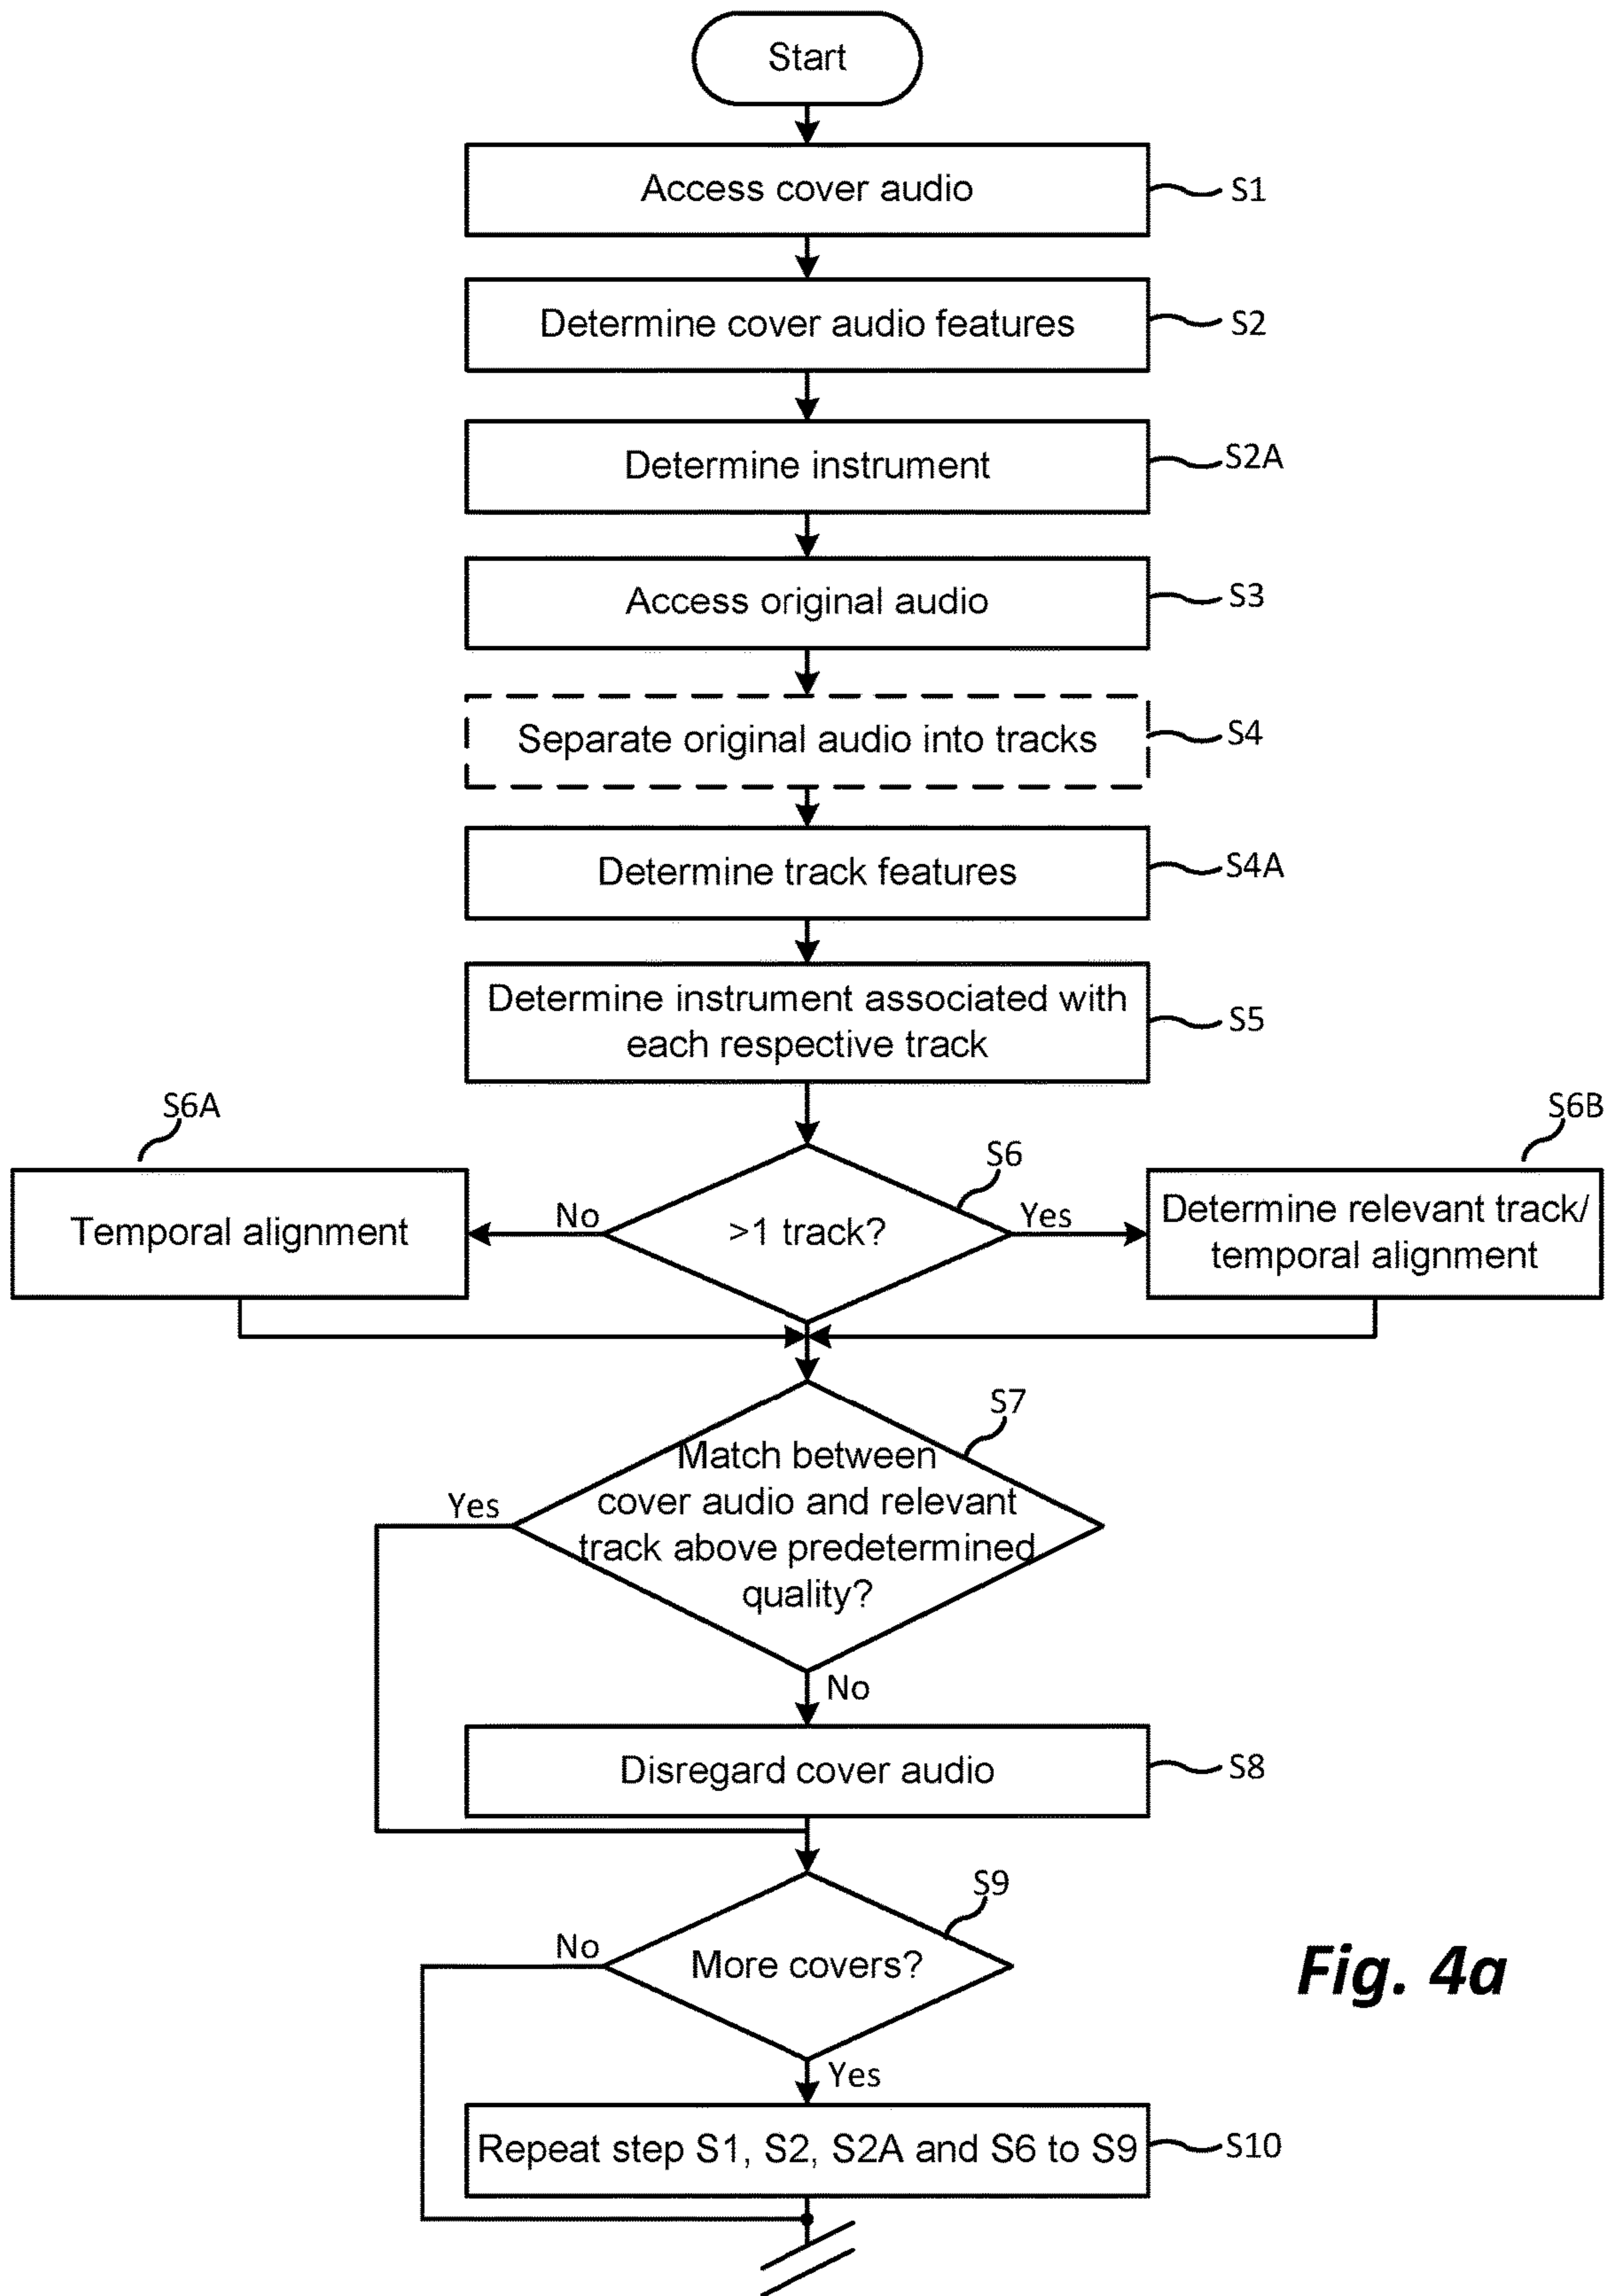 Start
Access cover audio
S1
Determine cover audio features
S2
Determine instrument
S2A
Access original audio
S3
Separate original audio into tracks
S4
Determine track features
S4A
Determine instrument associated with
each respective track
S5
S6A
S6
S6B
Temporal alignment
No
>1 track?
Yes
Determine relevant track/
temporal alignment
S7
Match between
cover audio and relevant
track above predetermined
quality?
Yes
No
Disregard cover audio
S8
S9
No
More covers?
Fig. 4a
Yes
Repeat step S1, S2, S2A and S6 to S9
S10